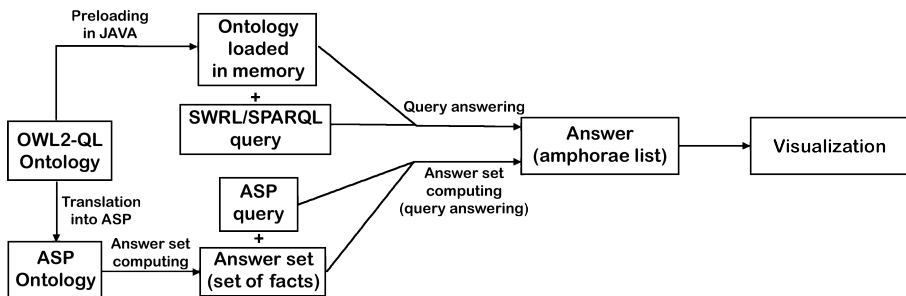 Preloading
in JAVA
Ontology
loaded
in memory
+
SWRL/SPARQL
query
Query answering
OWL2-QL
Ontology
Answer
(amphorae list)
Visualization
Translation
into ASP
ASP
query
Answer set
computing
(query answering)
+
ASP
Ontology
Answer set
computing
Answer set
(set of facts)